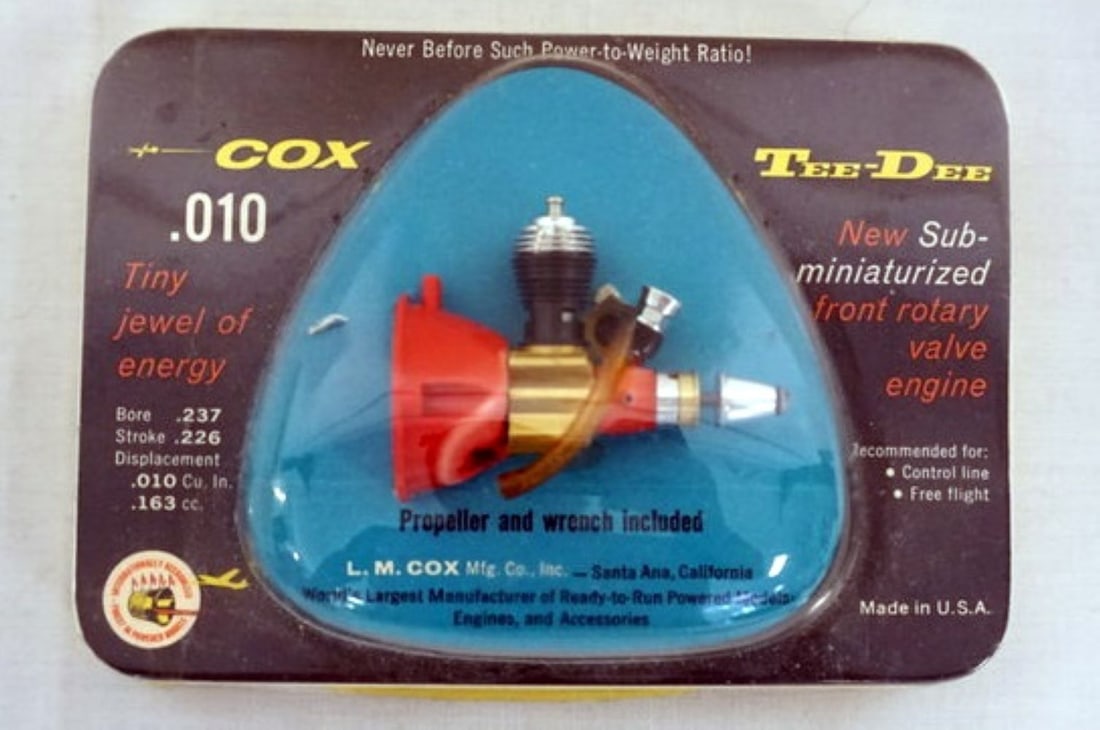 Never Before Such Power-to-Weight Ratio!
COX
.010
Tiny
jewel of
energy
Bore .237
Stroke .226
Displacement
.010 Cu. In.
.163 cc.
TEE-DEE
New Sub-
miniaturized
front rotary
valve
engine
Recommended for:
• Control line
• Free flight
Made in U.S.A.
Propeller and wrench included
L. M. COX Mfg. Co., Inc. — Santa Ana, California
World's Largest Manufacturer of Ready-to-Run Powered Models
Engines, and Accessories